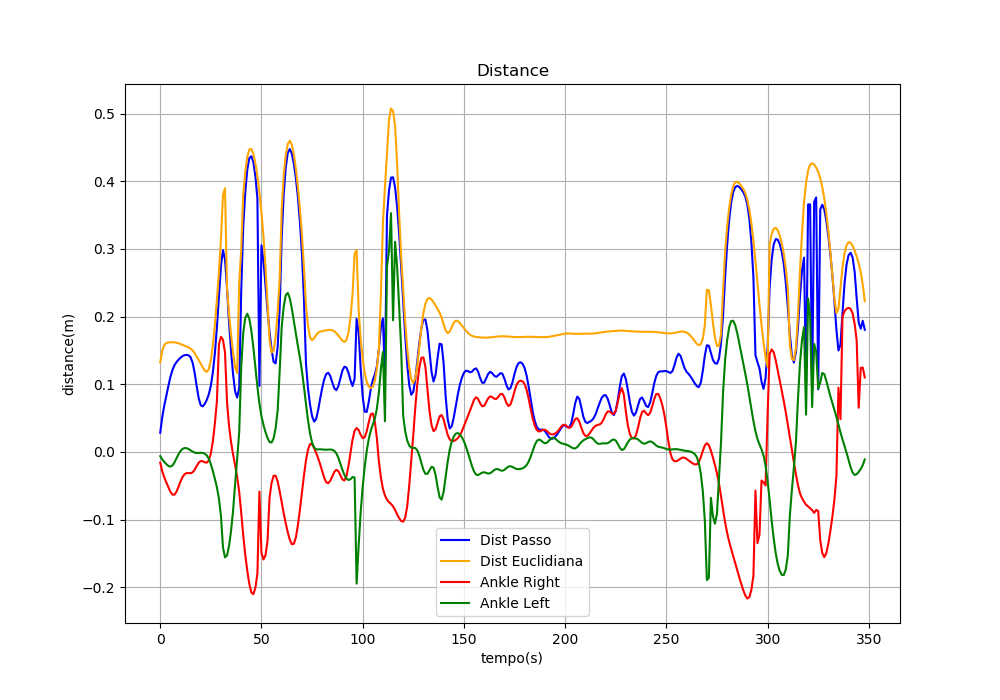 Distance
distance(m)
0.5
0.4
0.3
0.2
0.1
0.0
−0.1
−0.2
Dist Passo
Dist Euclidiana
Ankle Right
Ankle Left
0 50 100 150 200 250 300 350
tempo(s)